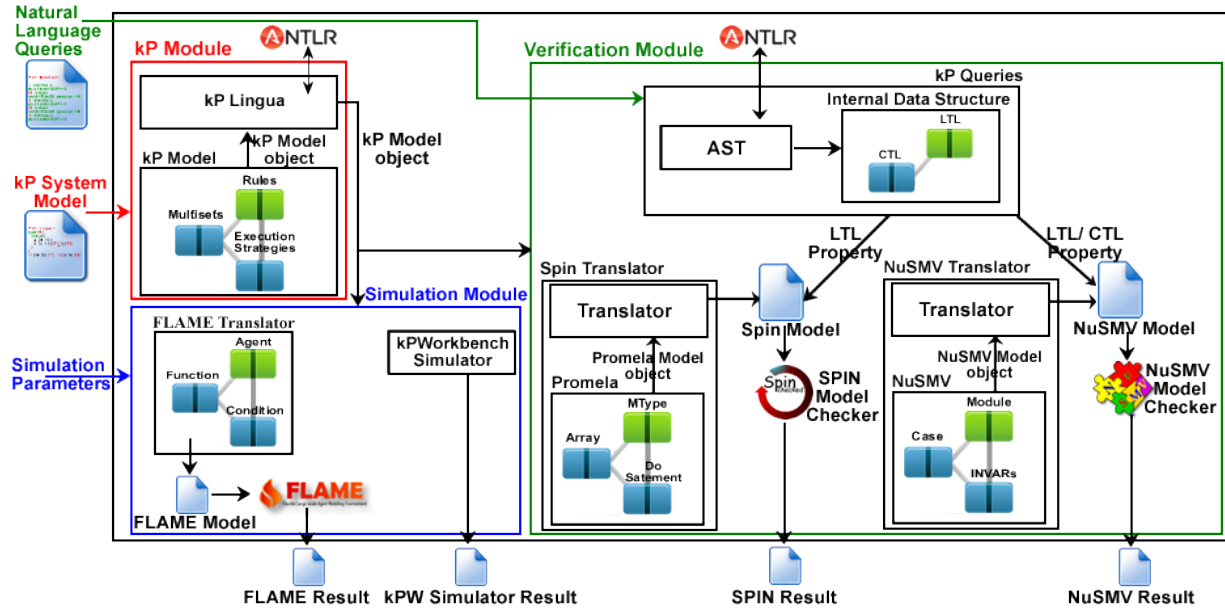 Natural
Language
Queries
ANTLR
kP Module
kP Lingua
kP Model
object
kP Model
Rules
Multisets
Execution
Strategies
kP Model
object
kP System
Model
Simulation Module
FLAME Translator
Agent
Function
Condition
kPWorkbench
Simulator
Simulation
Parameters
FLAME Model
FLAME
FLAME Result
kPW Simulator Result
ANTLR
Verification Module
kP Queries
Internal Data Structure
AST
LTL
CTL
LTL
Property
LTL/ CTL
Property
Spin Translator
Translator
Spin Model
Promela Model
object
Promela
MType
Array
Do
Satement
Spin
SPIN
Model
Checker
SPIN Result
NuSMV Translator
Translator
NuSMV Model
NuSMV Model
object
NuSMV
Module
Case
INVARs
NuSMV
Model
Checker
NuSMV Result